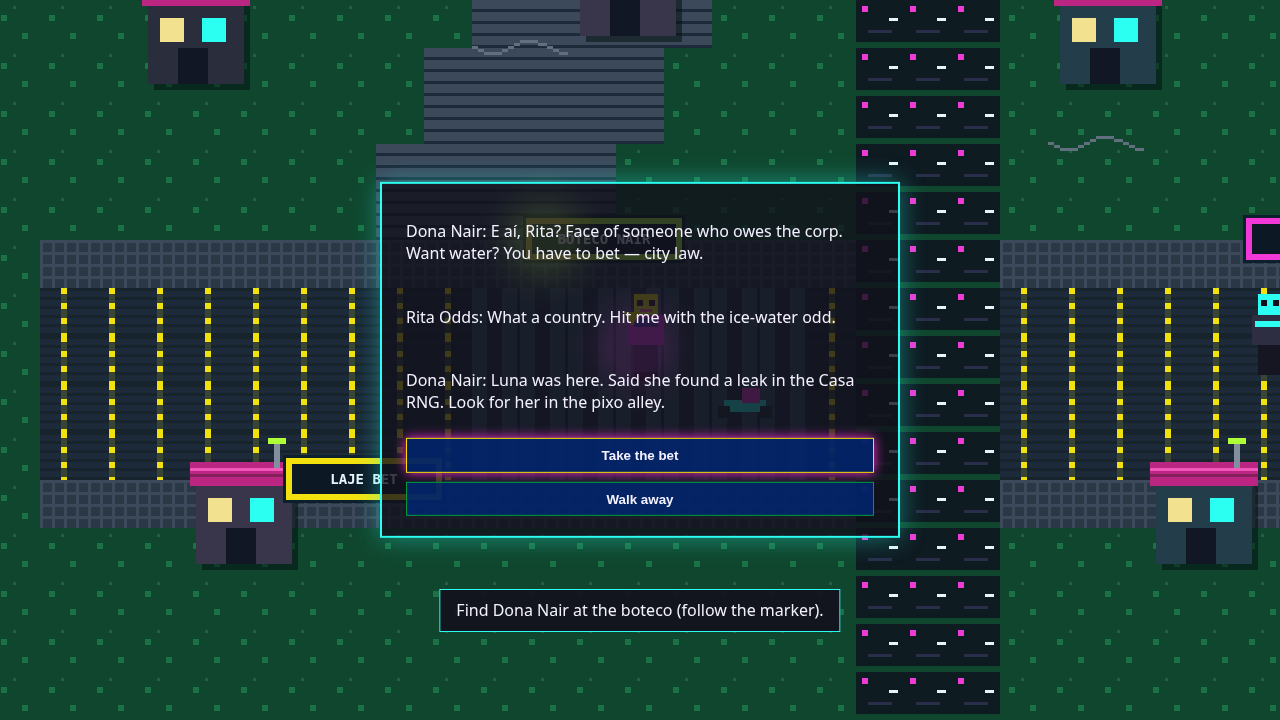 BOTECO NAIR
Dona Nair: E aí, Rita? Face of someone who owes the corp.
Want water? You have to bet — city law.
Rita Odds: What a country. Hit me with the ice-water odd.
Dona Nair: Luna was here. Said she found a leak in the Casa
RNG. Look for her in the pixo alley.
Take the bet
LAJE BET
Walk away
Find Dona Nair at the boteco (follow the marker).